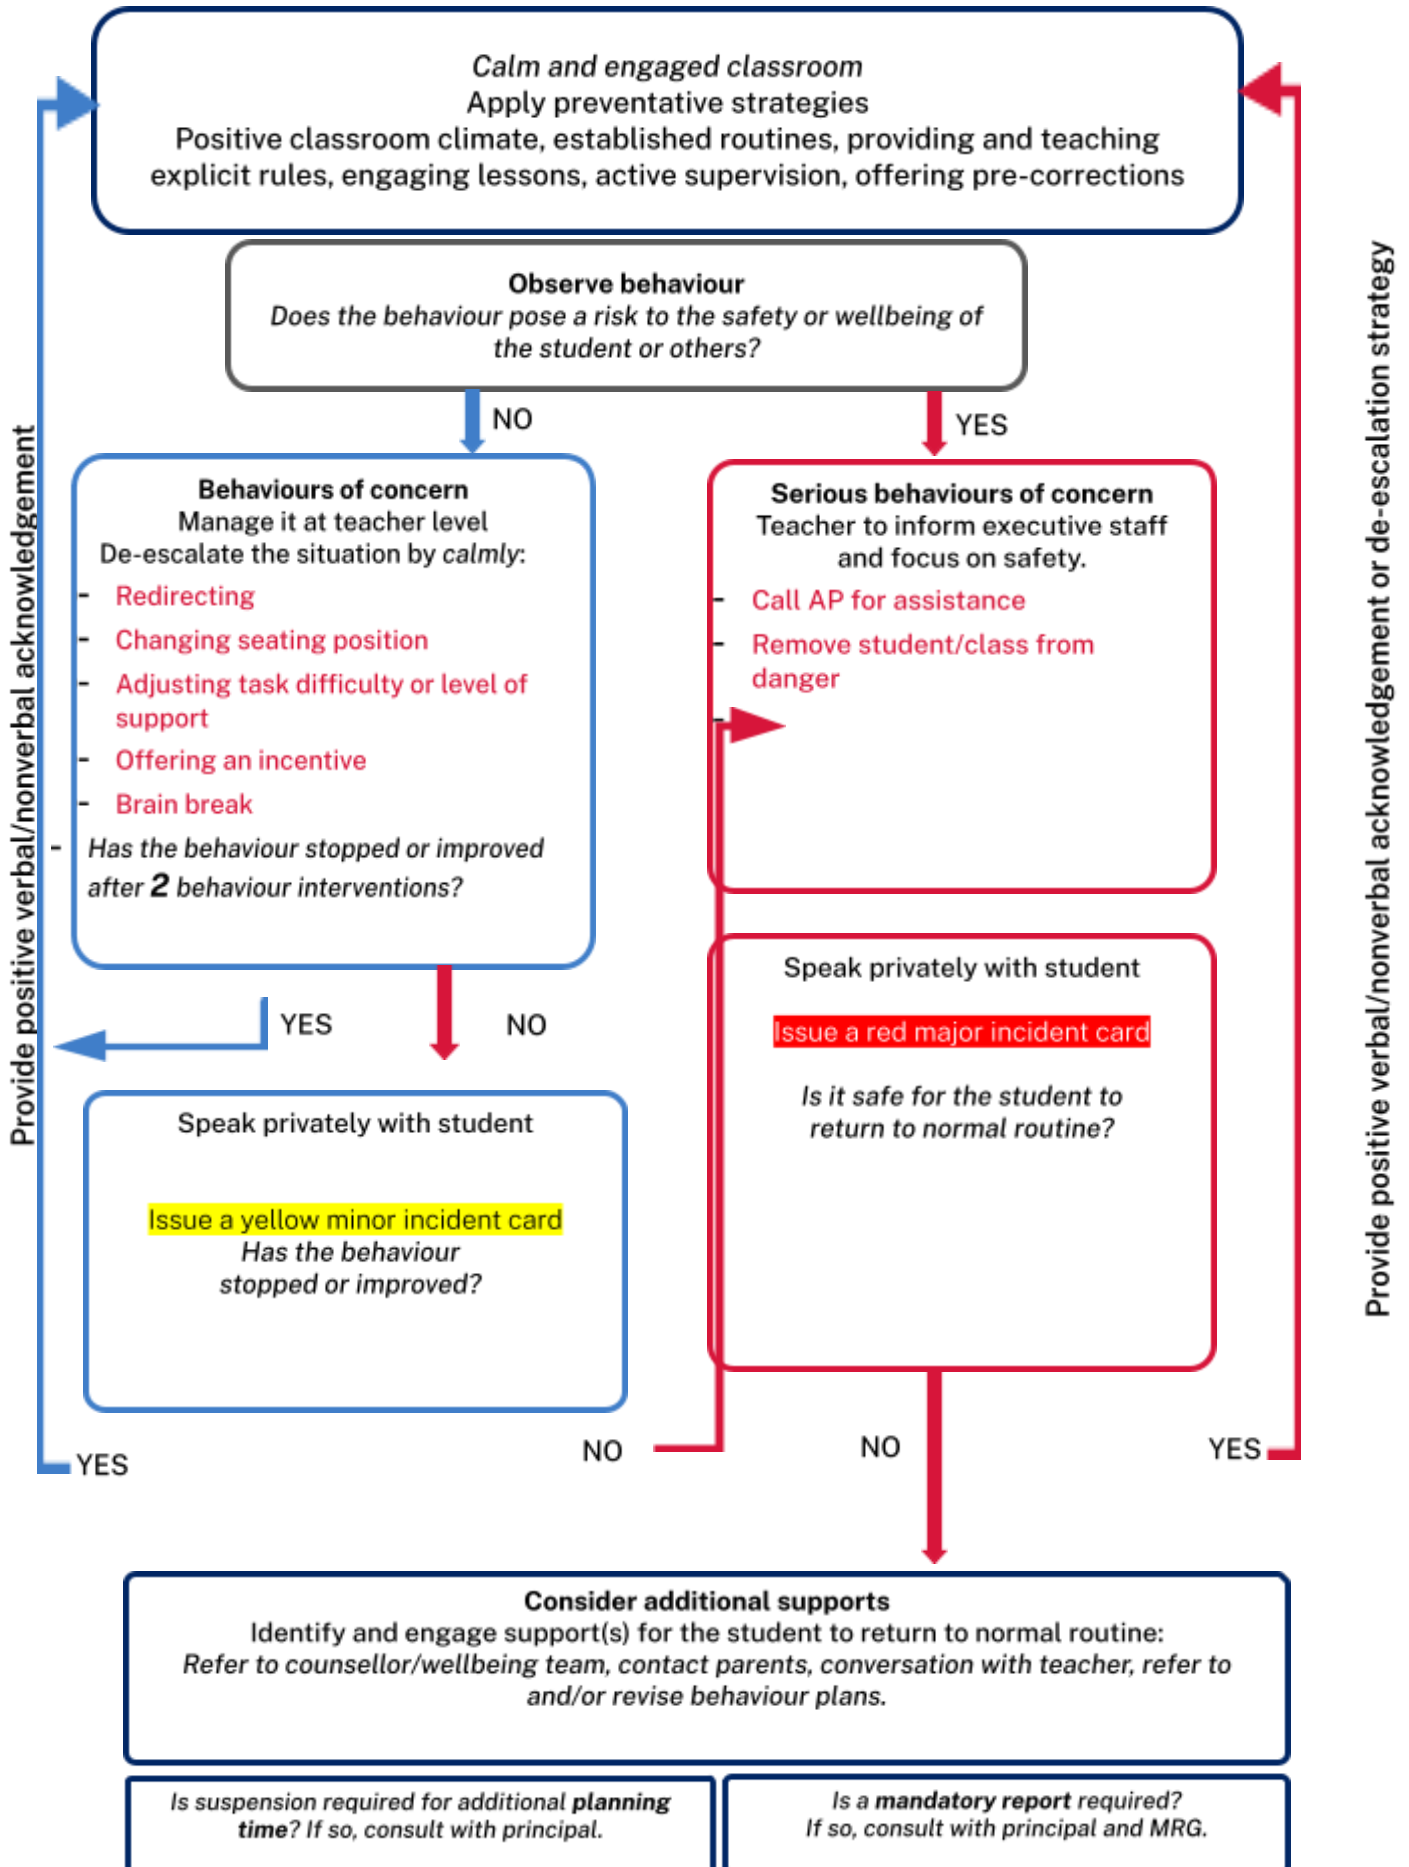 Calm and engaged classroom
Apply preventative strategies
Positive classroom climate, established routines, providing and teaching
explicit rules, engaging lessons, active supervision, offering pre-corrections
Observe behaviour
Does the behaviour pose a risk to the safety or wellbeing of
the student or others?
NO
YES
Behaviours of concern
Manage it at teacher level
De-escalate the situation by calmly:
- Redirecting
- Changing seating position
- Adjusting task difficulty or level of
support
- Offering an incentive
- Brain break
- Has the behaviour stopped or improved
after 2 behaviour interventions?
Serious behaviours of concern
Teacher to inform executive staff
and focus on safety.
- Call AP for assistance
- Remove student/class from
danger
-
YES
NO
Speak privately with student
Issue a yellow minor incident card
Has the behaviour
stopped or improved?
Speak privately with student
Issue a red major incident card
Is it safe for the student to
return to normal routine?
YES
NO
NO
YES
Provide positive verbal/nonverbal acknowledgement
Provide positive verbal/nonverbal acknowledgement or de-escalation strategy
Consider additional supports
Identify and engage support(s) for the student to return to normal routine:
Refer to counsellor/wellbeing team, contact parents, conversation with teacher, refer to
and/or revise behaviour plans.
Is suspension required for additional planning
time? If so, consult with principal.
Is a mandatory report required?
If so, consult with principal and MRG.